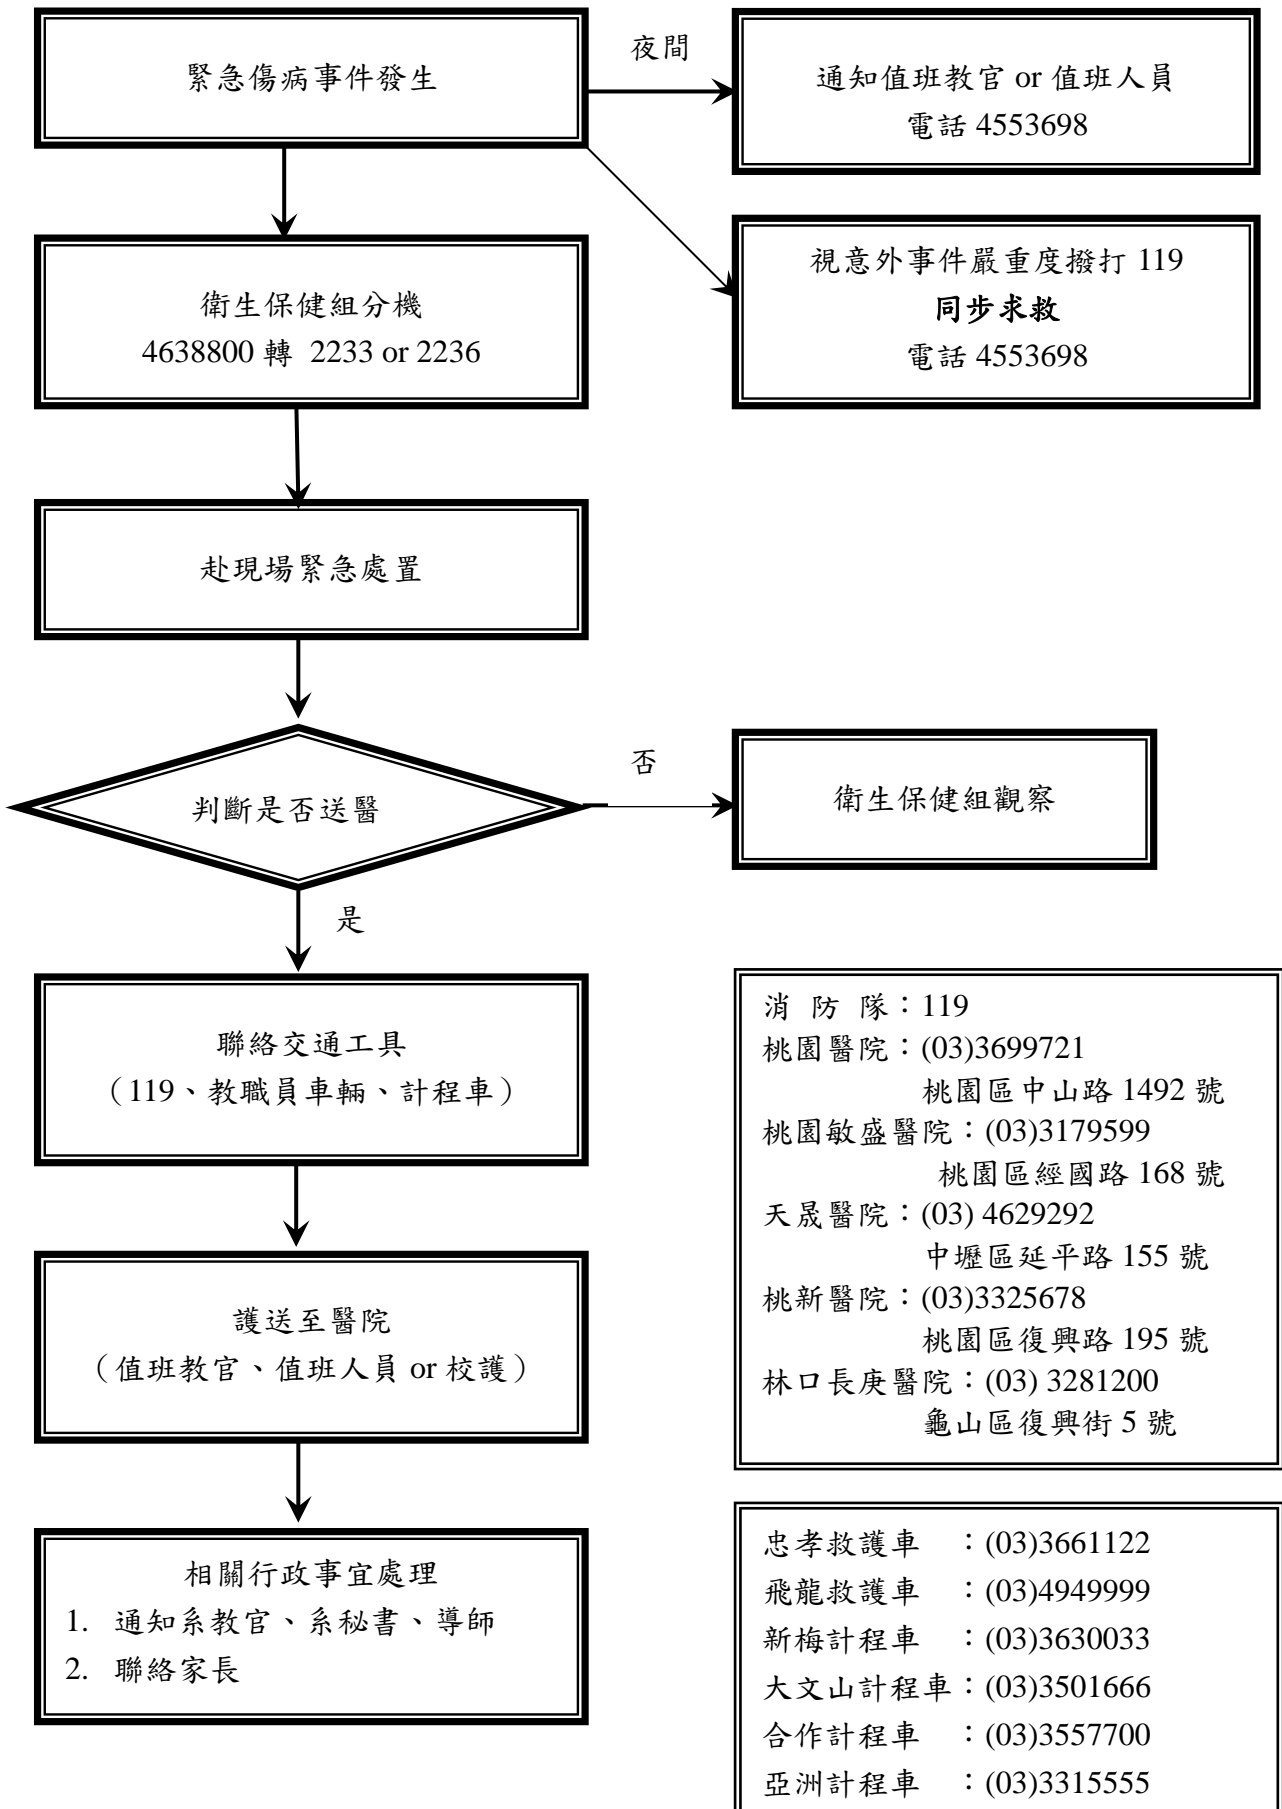 緊急傷病事件發生
夜間
通知值班教官 or 值班人員
電話 4553698
視意外事件嚴重度撥打 119
同步求救
電話 4553698
衛生保健組分機
4638800 轉 2233 or 2236
赴現場緊急處置
判斷是否送醫
否
衛生保健組觀察
是
聯絡交通工具
（119、教職員車輛、計程車）
護送至醫院
（值班教官、值班人員 or 校護）
相關行政事宜處理
1. 通知系教官、系秘書、導師
2. 聯絡家長
消 防 隊：119
桃園醫院：(03)3699721
桃園區中山路 1492 號
桃園敏盛醫院：(03)3179599
桃園區經國路 168 號
天晟醫院：(03) 4629292
中壢區延平路 155 號
桃新醫院：(03)3325678
桃園區復興路 195 號
林口長庚醫院：(03) 3281200
龜山區復興街 5 號
忠孝救護車 ：(03)3661122
飛龍救護車 ：(03)4949999
新梅計程車 ：(03)3630033
大文山計程車：(03)3501666
合作計程車 ：(03)3557700
亞洲計程車 ：(03)3315555